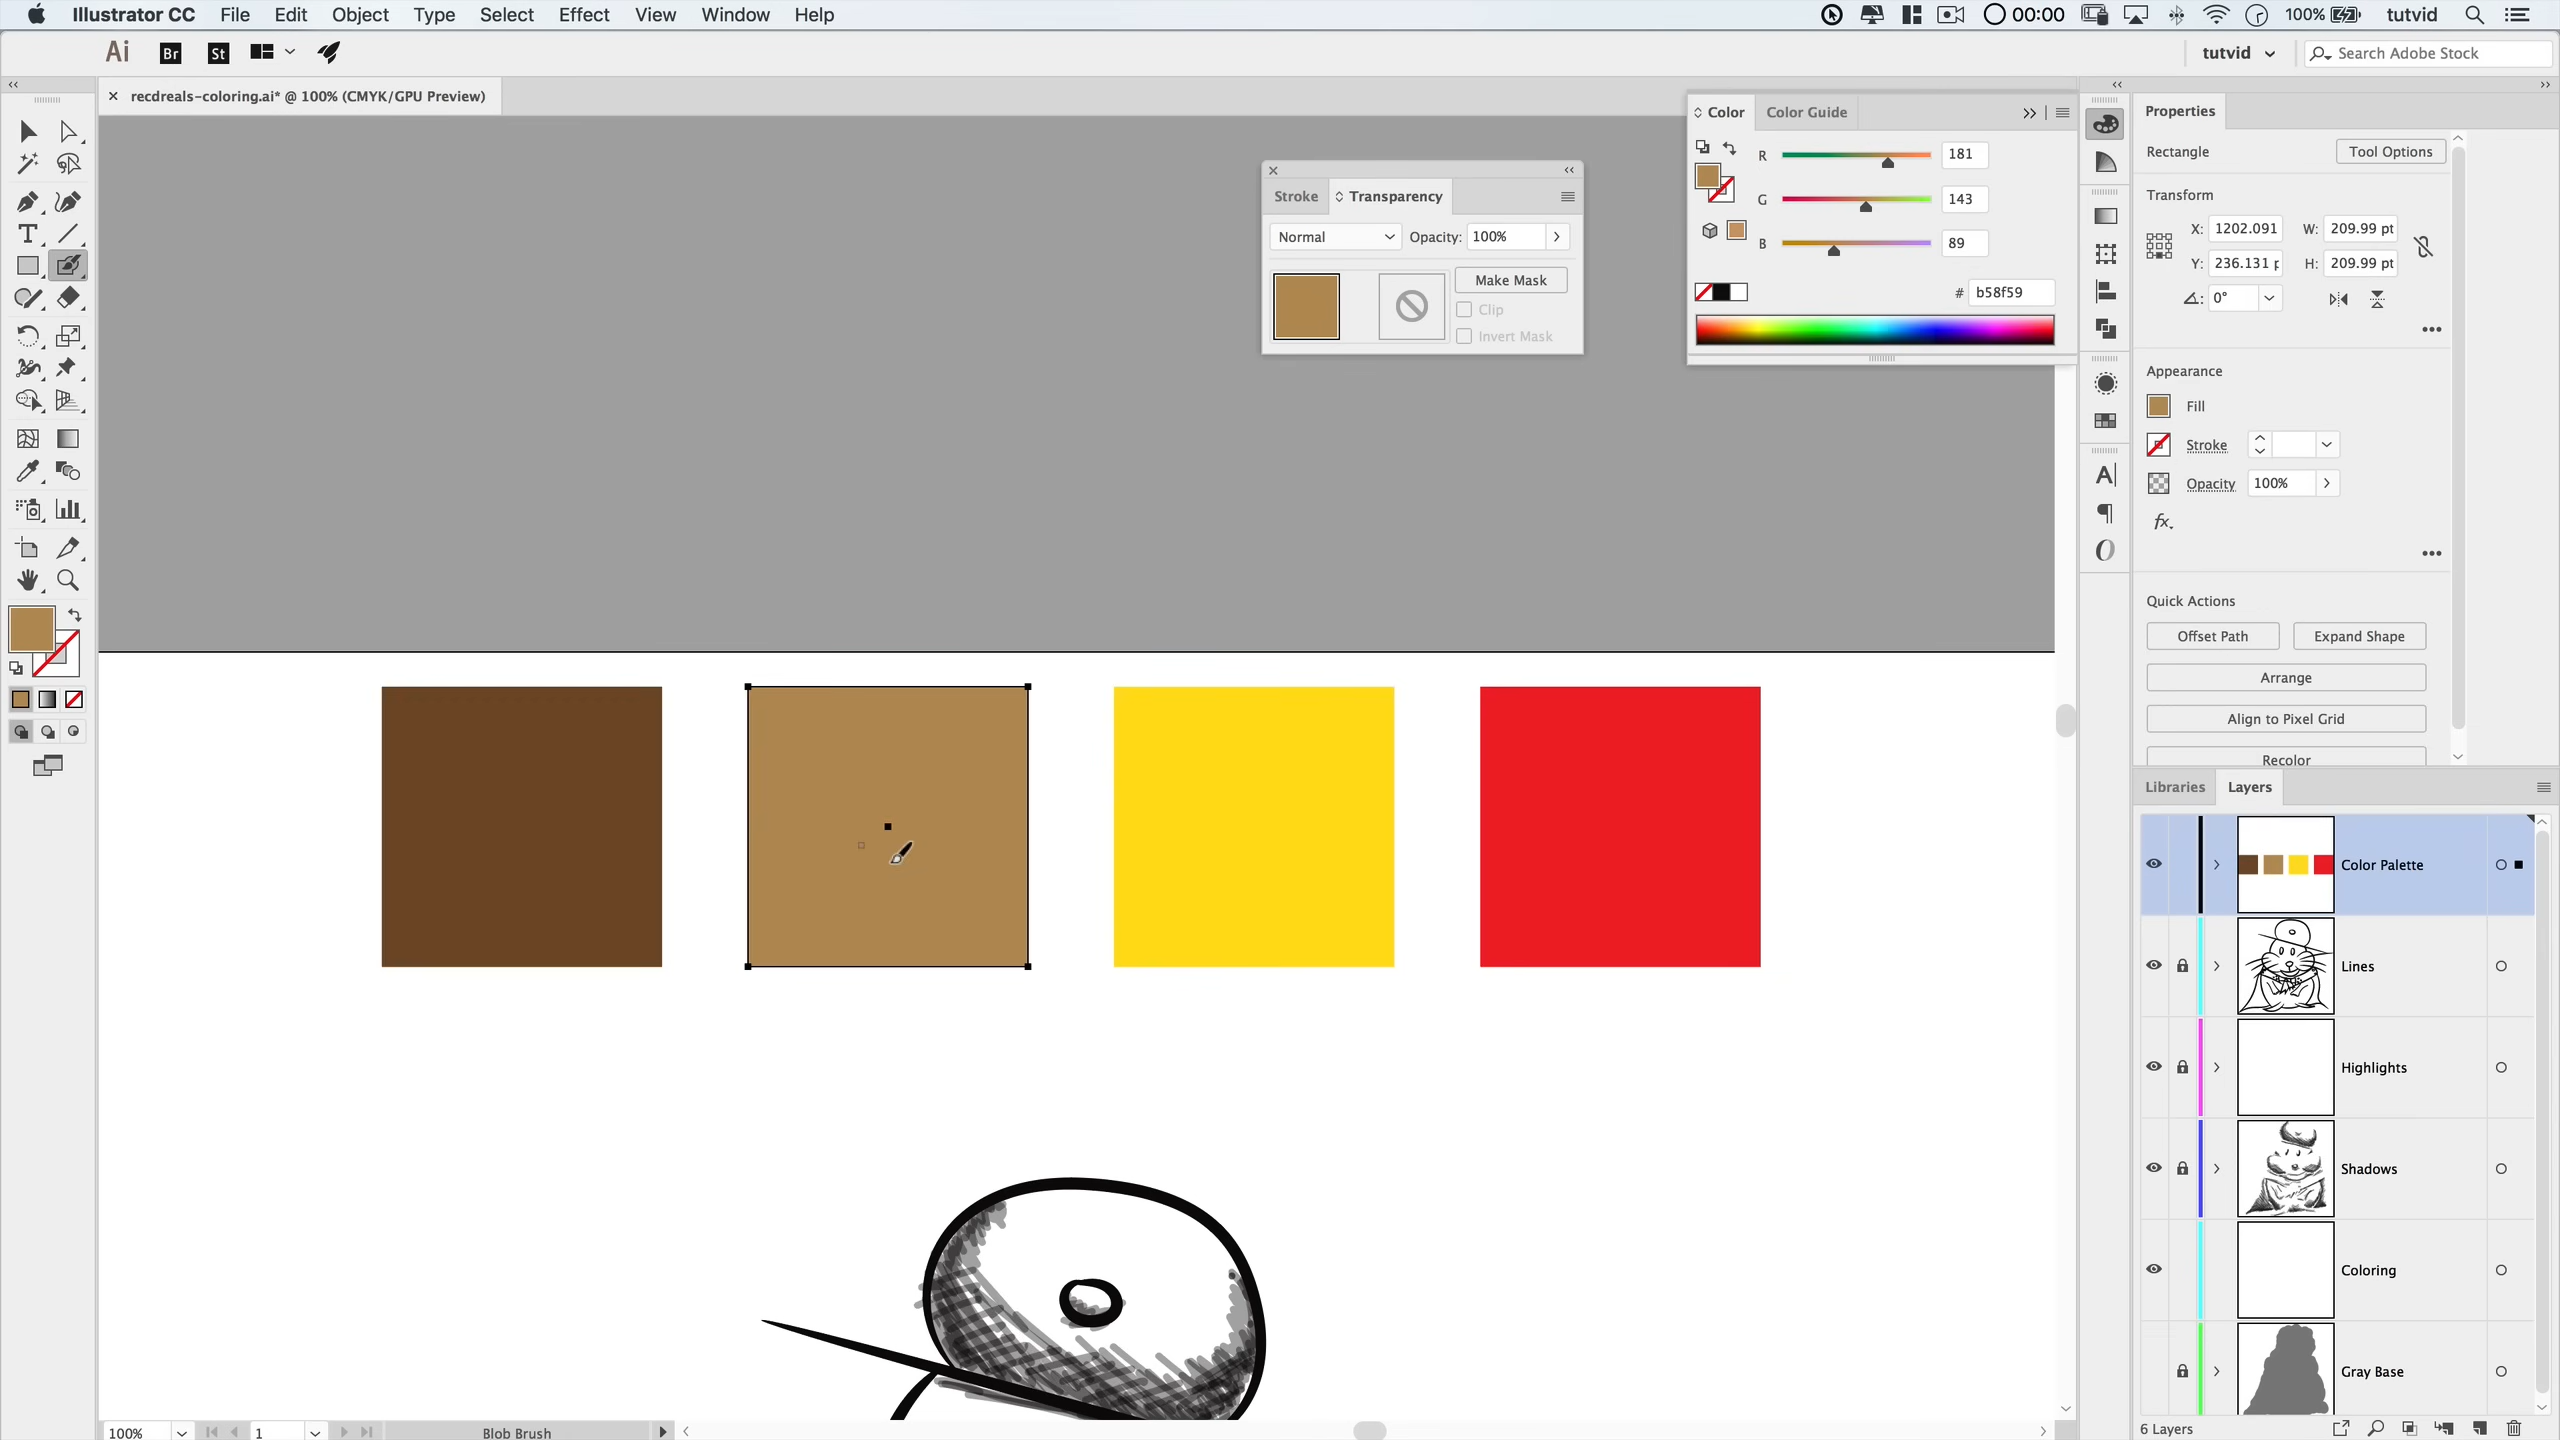 Illustrator CC File Edit Object Type Select Effect View Window Help 00:00 100% tutvid
Ai Br St tutvid Search Adobe Stock
recdreals-coloring.ai* @ 100% (CMYK/GPU Preview)
Stroke Transparency
Normal Opacity: 100%
Make Mask
Clip
Invert Mask
Color Color Guide
R 181
G 143
B 89
# b58f59
Properties
Rectangle Tool Options
Transform
X: 1202.091 W: 209.99 pt
Y: 236.131 p H: 209.99 pt
0°
Appearance
Fill
Stroke
Opacity 100%
fx.
Quick Actions
Offset Path Expand Shape
Arrange
Align to Pixel Grid
Recolor
Libraries Layers
Color Palette
Lines
Highlights
Shadows
Coloring
Gray Base
6 Layers
100% 1 Blob Brush